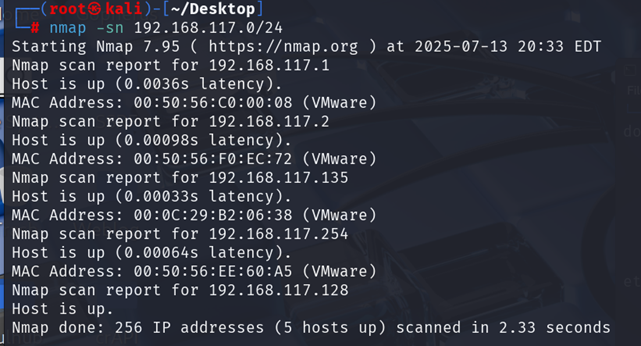 (root㉿kali)-[~/Desktop]
# nmap -sn 192.168.117.0/24
Starting Nmap 7.95 ( https://nmap.org ) at 2025-07-13 20:33 EDT
Nmap scan report for 192.168.117.1
Host is up (0.0036s latency).
MAC Address: 00:50:56:C0:00:08 (VMware)
Nmap scan report for 192.168.117.2
Host is up (0.00098s latency).
MAC Address: 00:50:56:F0:EC:72 (VMware)
Nmap scan report for 192.168.117.135
Host is up (0.00033s latency).
MAC Address: 00:0C:29:B2:06:38 (VMware)
Nmap scan report for 192.168.117.254
Host is up (0.00064s latency).
MAC Address: 00:50:56:EE:60:A5 (VMware)
Nmap scan report for 192.168.117.128
Host is up.
Nmap done: 256 IP addresses (5 hosts up) scanned in 2.33 seconds